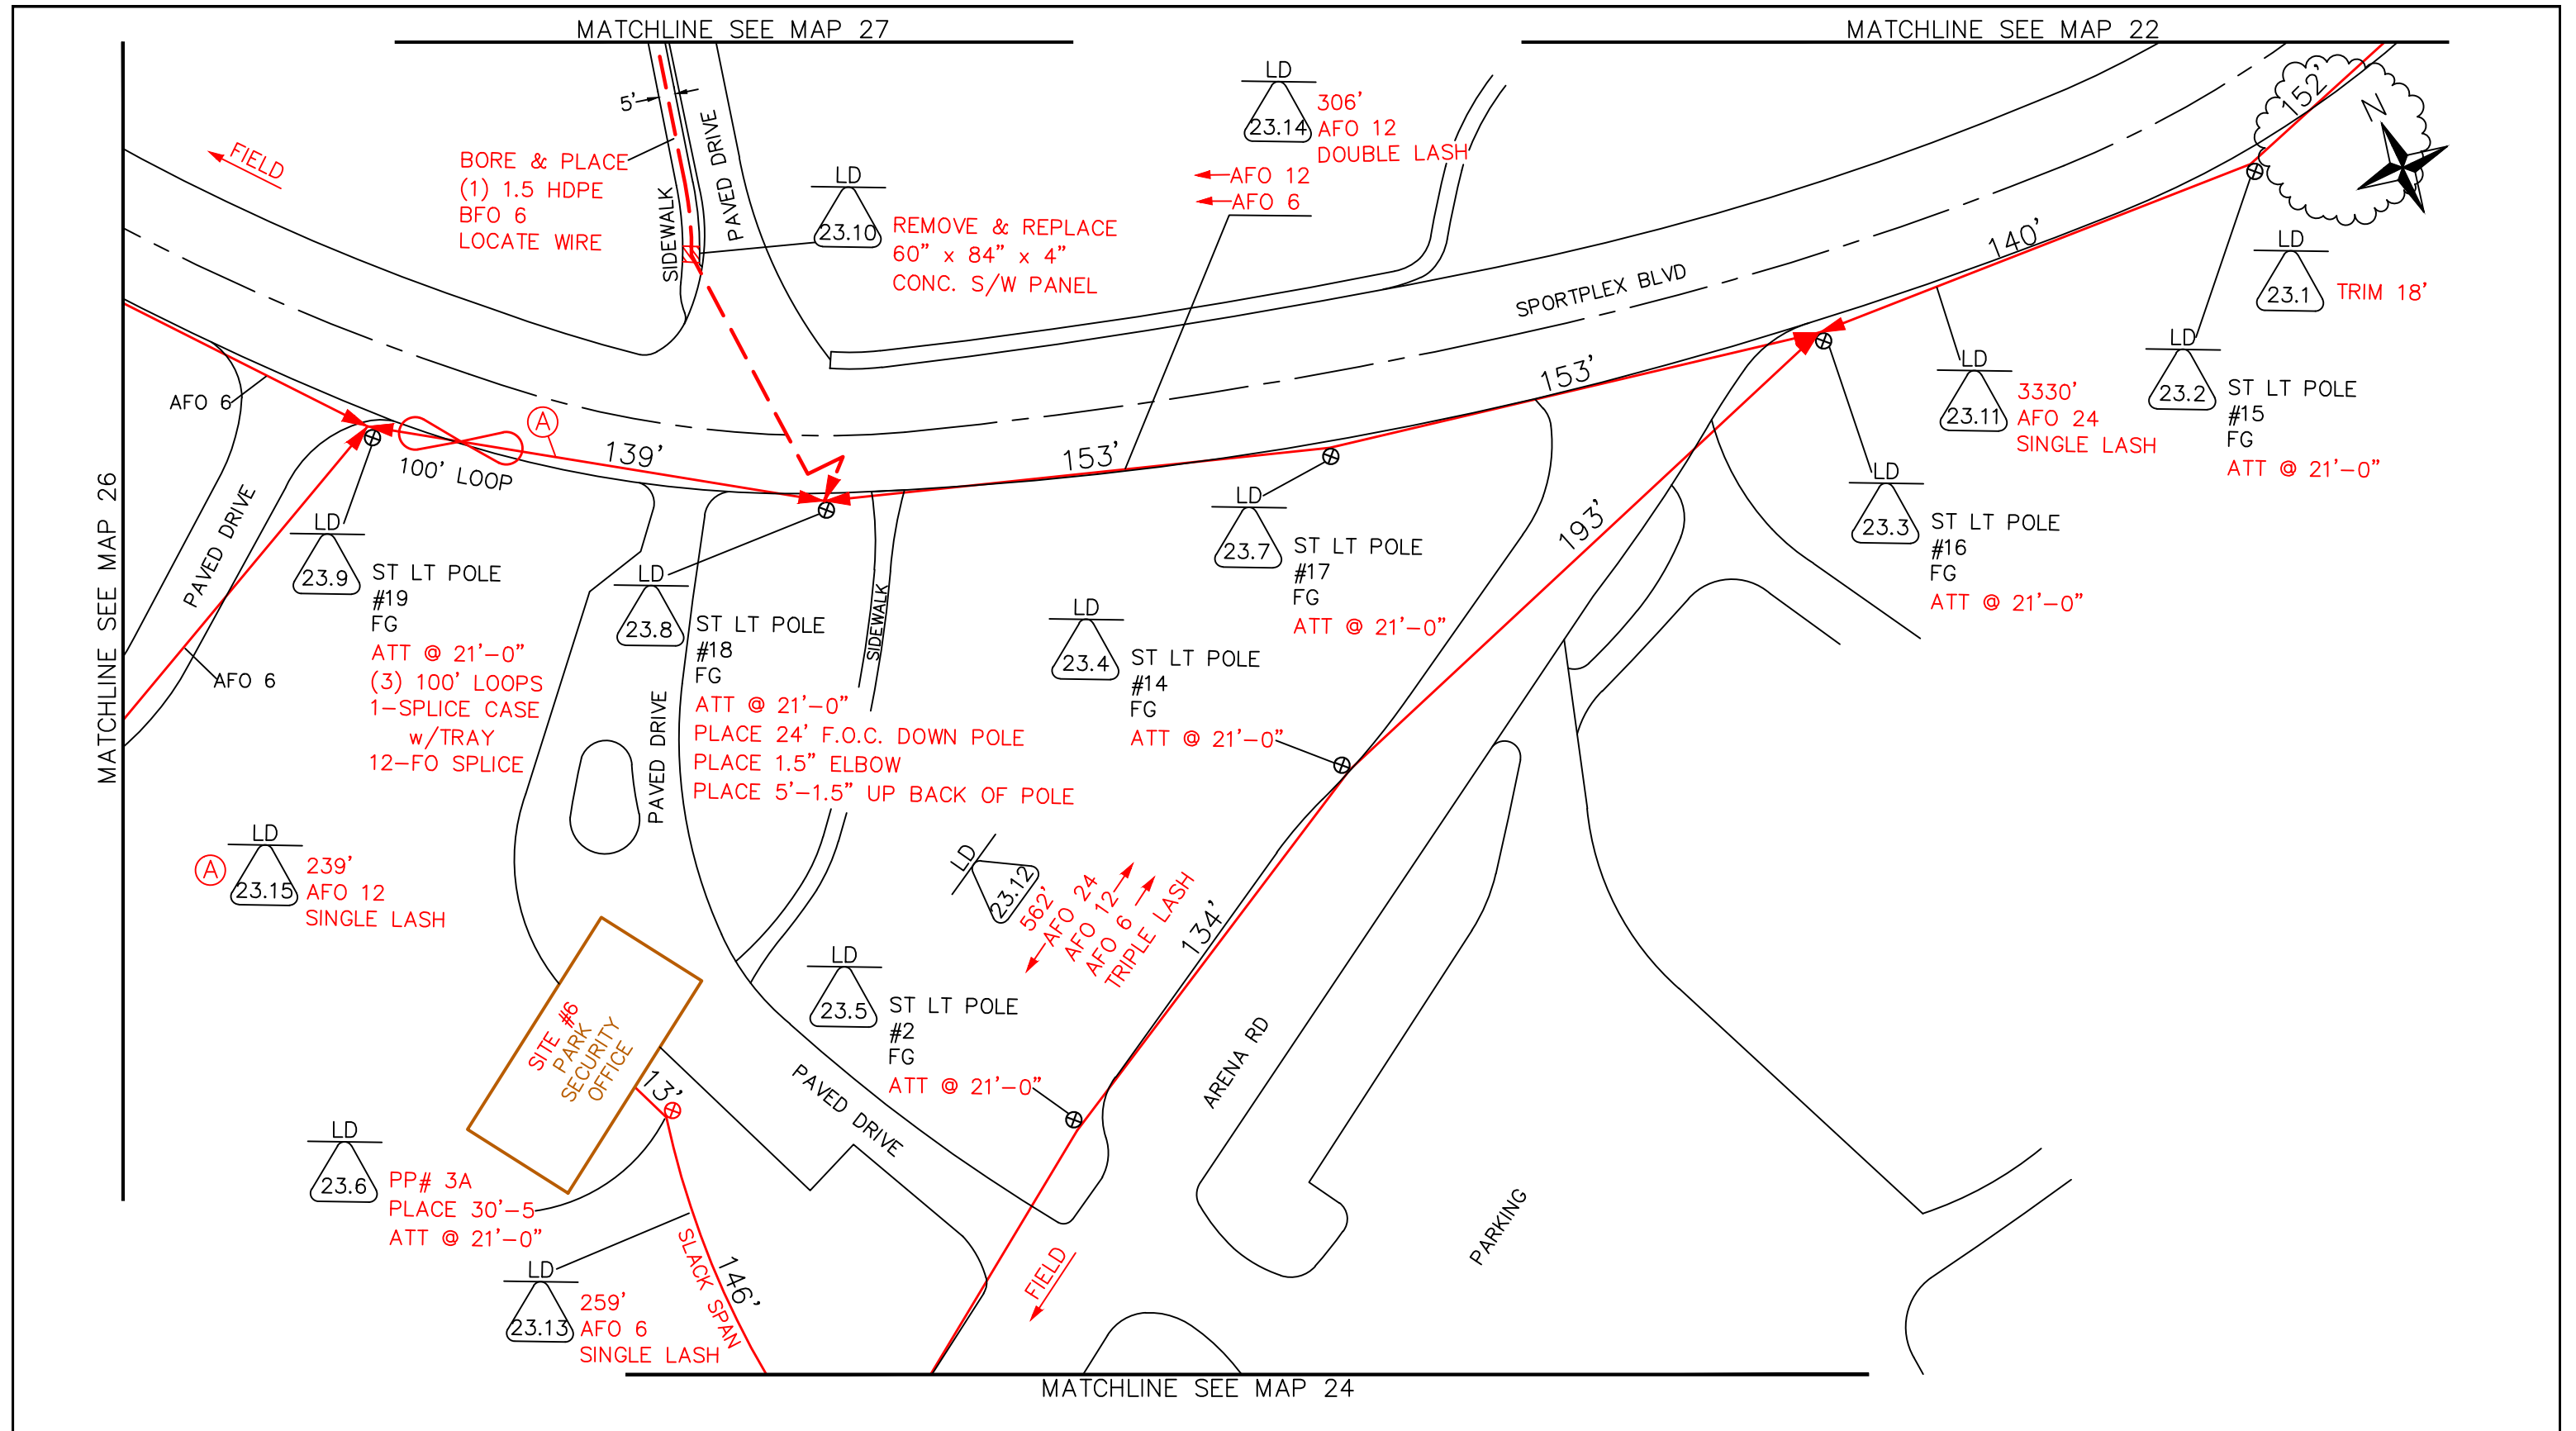 MATCHLINE SEE MAP 27
MATCHLINE SEE MAP 22
MATCHLINE SEE MAP 26
MATCHLINE SEE MAP 24
N
FIELD
5'
BORE & PLACE
(1) 1.5 HDPE
BFO 6
LOCATE WIRE
SIDEWALK
PAVED DRIVE
LD
23.10
REMOVE & REPLACE
60" x 84" x 4"
CONC. S/W PANEL
LD
23.14
306'
AFO 12
DOUBLE LASH
AFO 12
AFO 6
SPORTPLEX BLVD
152'
140'
LD
23.1
TRIM 18'
LD
23.2
ST LT POLE
#15
FG
ATT @ 21'-0"
LD
23.11
3330'
AFO 24
SINGLE LASH
LD
23.3
ST LT POLE
#16
FG
ATT @ 21'-0"
153'
153'
193'
139'
A
100' LOOP
AFO 6
PAVED DRIVE
AFO 6
LD
23.9
ST LT POLE
#19
FG
ATT @ 21'-0"
(3) 100' LOOPS
1-SPLICE CASE
w/TRAY
12-FO SPLICE
LD
23.8
ST LT POLE
#18
FG
ATT @ 21'-0"
PLACE 24' F.O.C. DOWN POLE
PLACE 1.5" ELBOW
PLACE 5'-1.5" UP BACK OF POLE
SIDEWALK
PAVED DRIVE
LD
23.7
ST LT POLE
#17
FG
ATT @ 21'-0"
LD
23.4
ST LT POLE
#14
FG
ATT @ 21'-0"
A
LD
23.15
239'
AFO 12
SINGLE LASH
LD
23.12
562'
AFO 24
AFO 12
AFO 6
TRIPLE LASH
134'
LD
23.5
ST LT POLE
#2
FG
ATT @ 21'-0"
ARENA RD
PARKING
PAVED DRIVE
SITE #6
PARK
SECURITY
OFFICE
13'
LD
23.6
PP# 3A
PLACE 30'-5
ATT @ 21'-0"
LD
23.13
259'
AFO 6
SINGLE LASH
SLACK SPAN
146'
FIELD